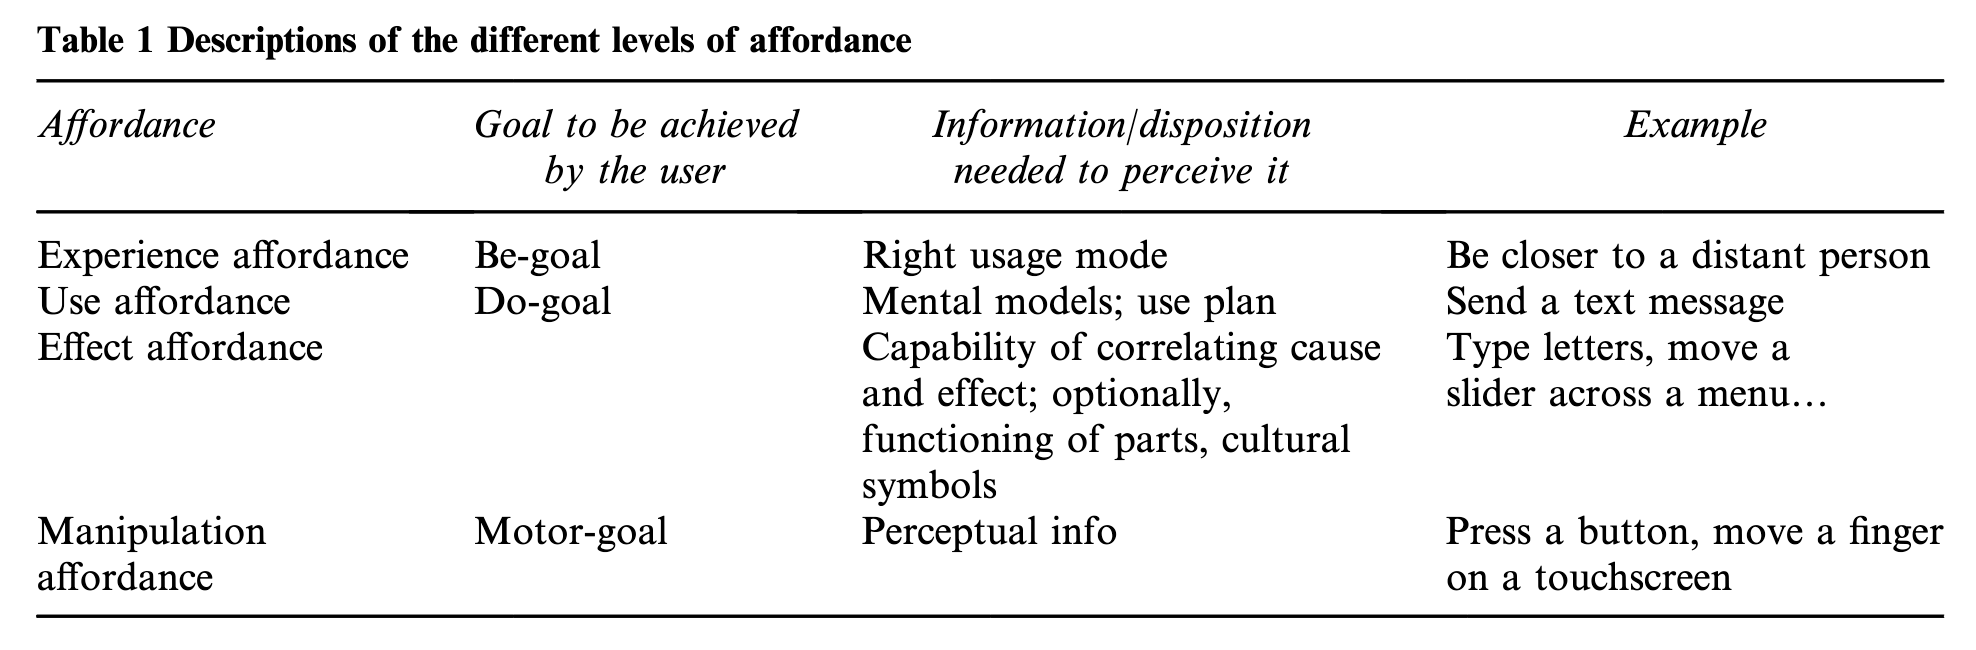 Table 1 Descriptions of the different levels of affordance
Affordance Goal to be achieved Information/disposition Example
by the user needed to perceive it
Experience affordance Be-goal Right usage mode Be closer to a distant person
Use affordance Do-goal Mental models; use plan Send a text message
Effect affordance Capability of correlating cause Type letters, move a
and effect; optionally, slider across a menu…
functioning of parts, cultural
symbols
Manipulation Motor-goal Perceptual info Press a button, move a finger
affordance on a touchscreen